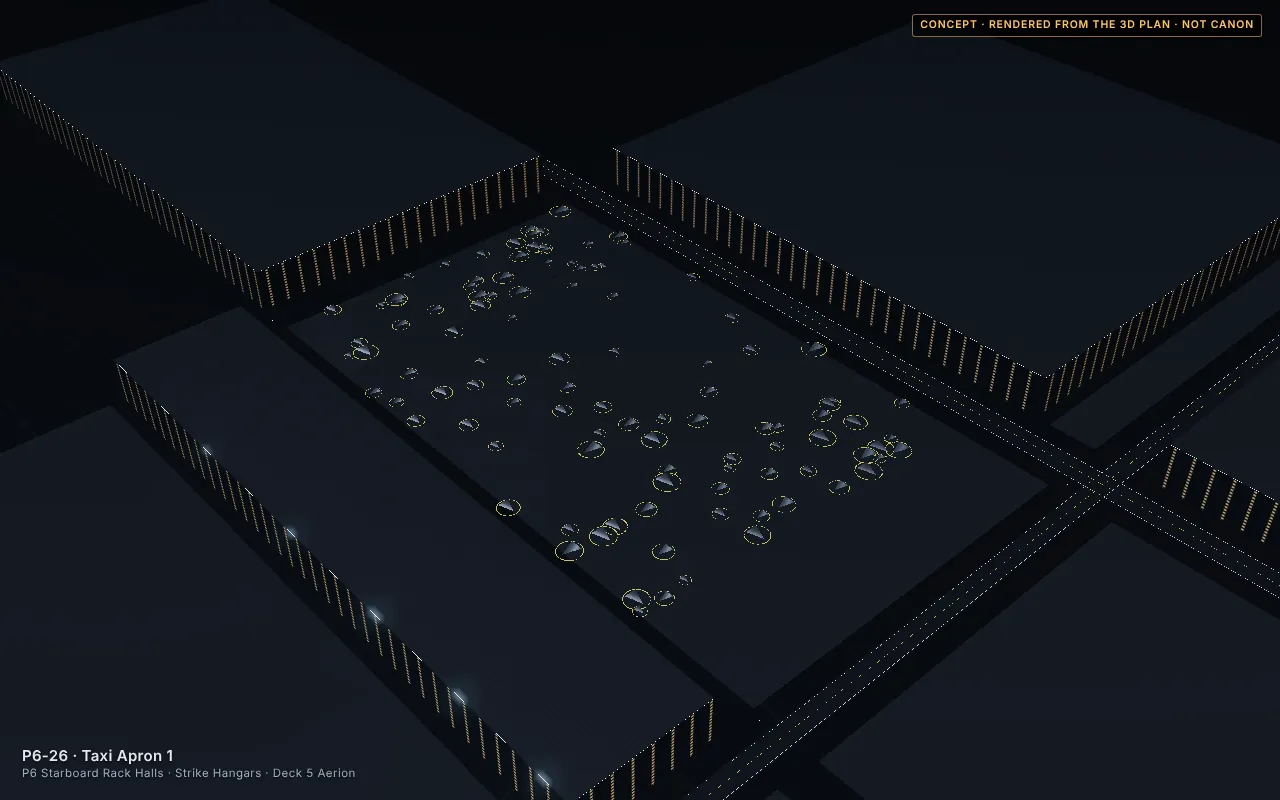 CONCEPT · RENDERED FROM THE 3D PLAN · NOT CANON
P6-26 · Taxi Apron 1
P6 Starboard Rack Halls · Strike Hangars · Deck 5 Aerion